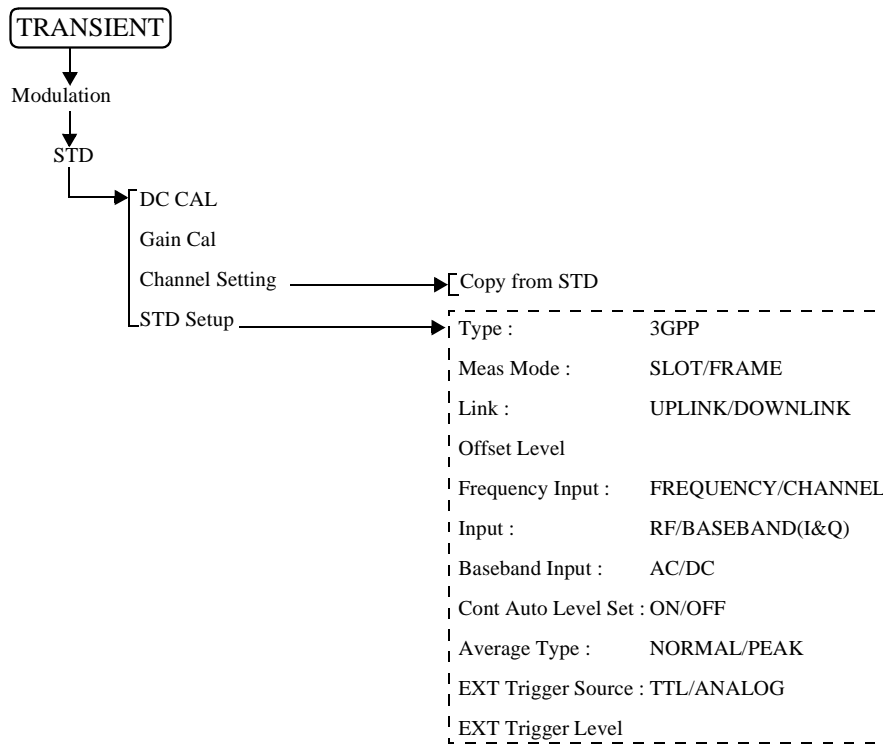 TRANSIENT
Modulation
STD
DC CAL
Gain Cal
Channel Setting
Copy from STD
STD Setup
Type : 3GPP
Meas Mode : SLOT/FRAME
Link : UPLINK/DOWNLINK
Offset Level
Frequency Input : FREQUENCY/CHANNEL
Input : RF/BASEBAND(I&Q)
Baseband Input : AC/DC
Cont Auto Level Set : ON/OFF
Average Type : NORMAL/PEAK
EXT Trigger Source : TTL/ANALOG
EXT Trigger Level